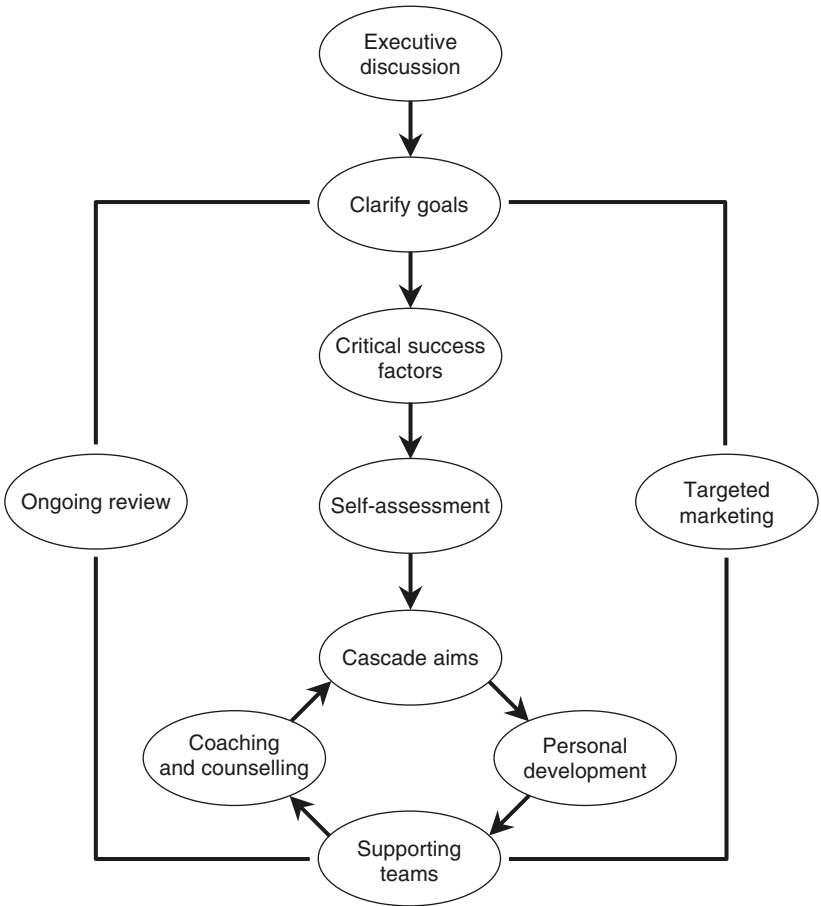 Executive
discussion
Clarify goals
Critical success
factors
Ongoing review
Self-assessment
Targeted
marketing
Cascade aims
Coaching
and counselling
Personal
development
Supporting
teams